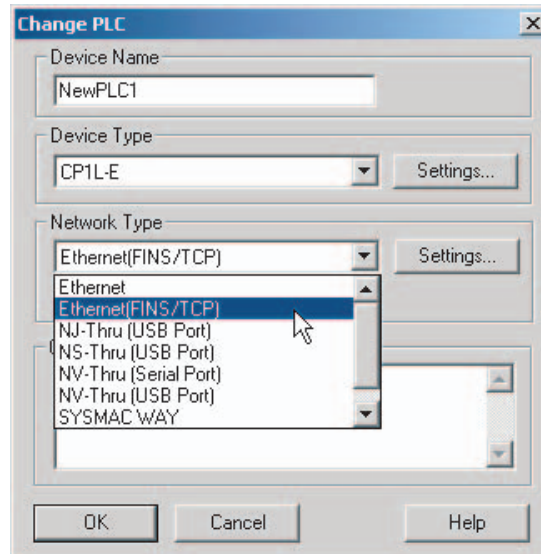 Change PLC
Device Name
NewPLC1
Device Type
CP1L-E
Settings...
Network Type
Ethernet(FINS/TCP)
Settings...
Ethernet
Ethernet(FINS/TCP)
NJ-Thru (USB Port)
NS-Thru (USB Port)
NV-Thru (Serial Port)
NV-Thru (USB Port)
SYSMAC WAY
OK
Cancel
Help